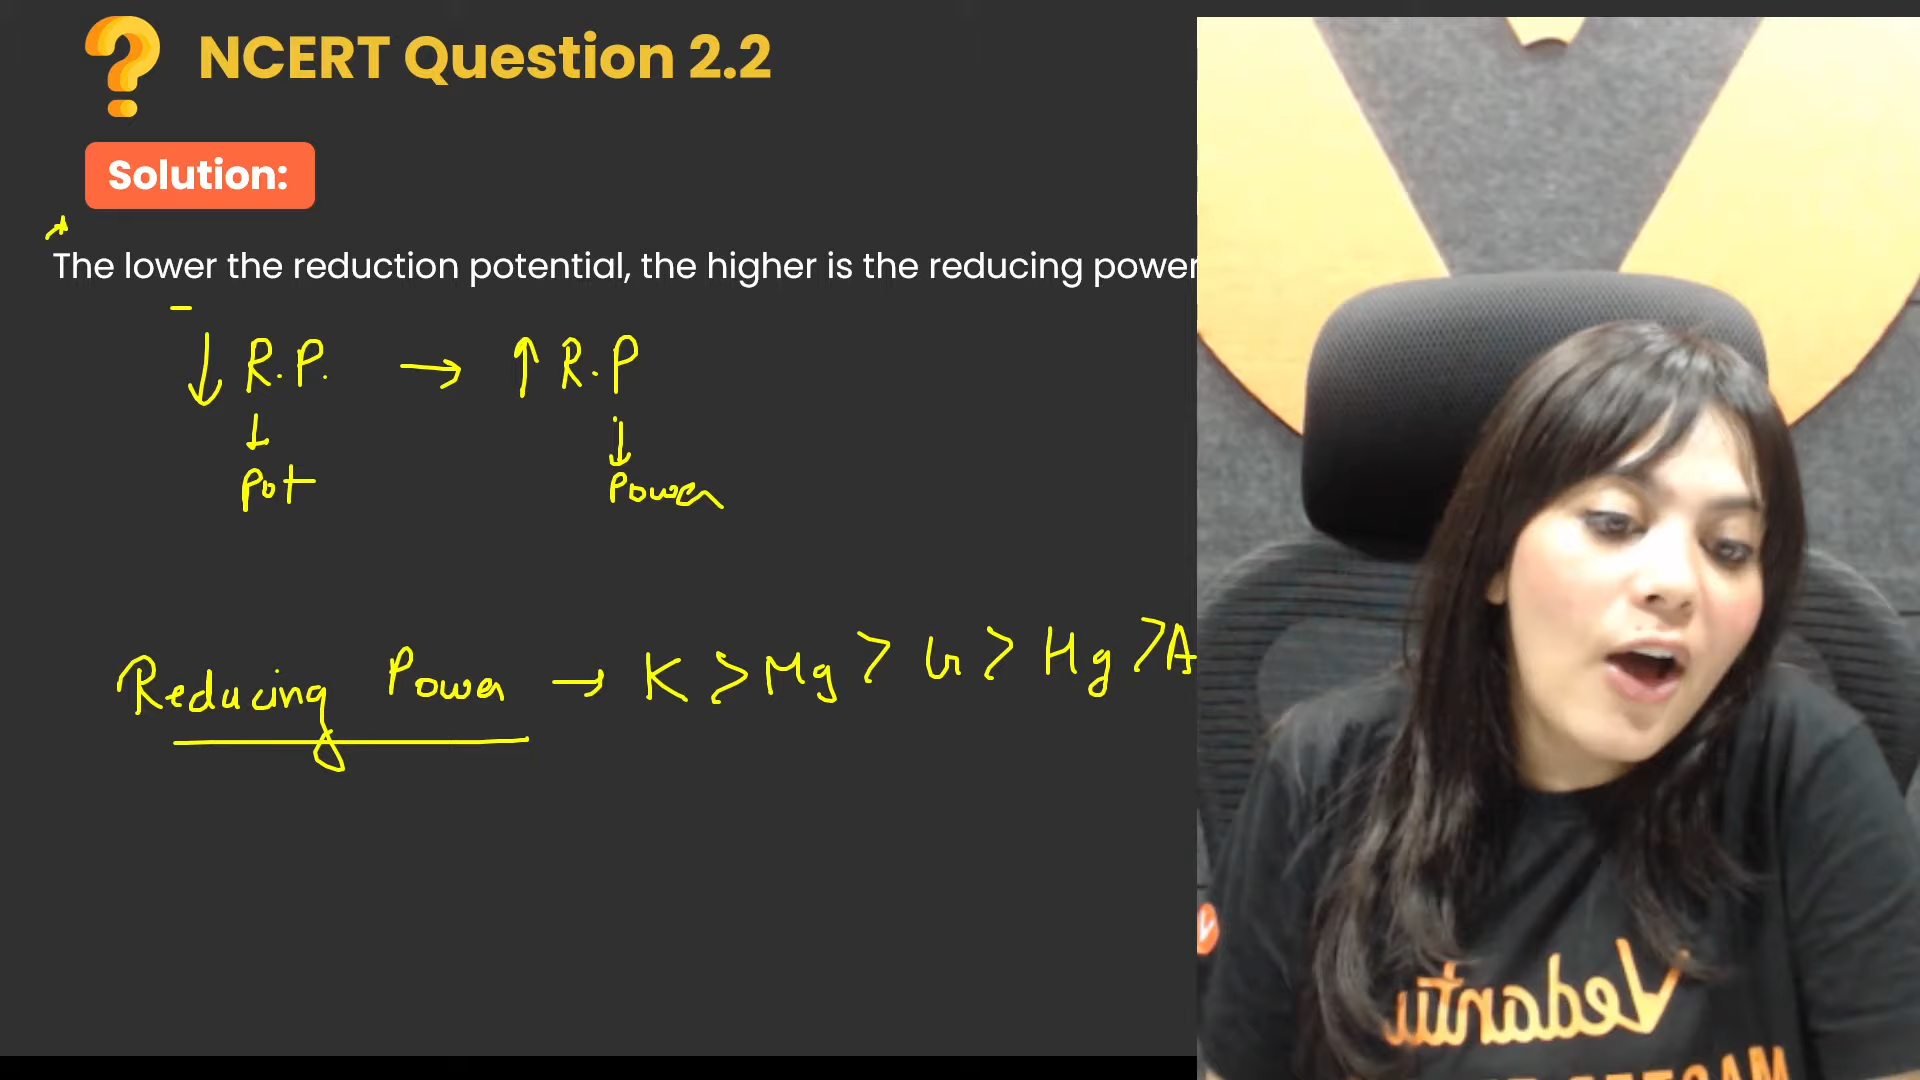 NCERT Question 2.2
Solution:
The lower the reduction potential, the higher is the reducing power
↓ R.P. → ↑ R.P
↓ ↓
Pot Power
Reducing Power → K > Mg > Cr > Hg > A
Vedantu